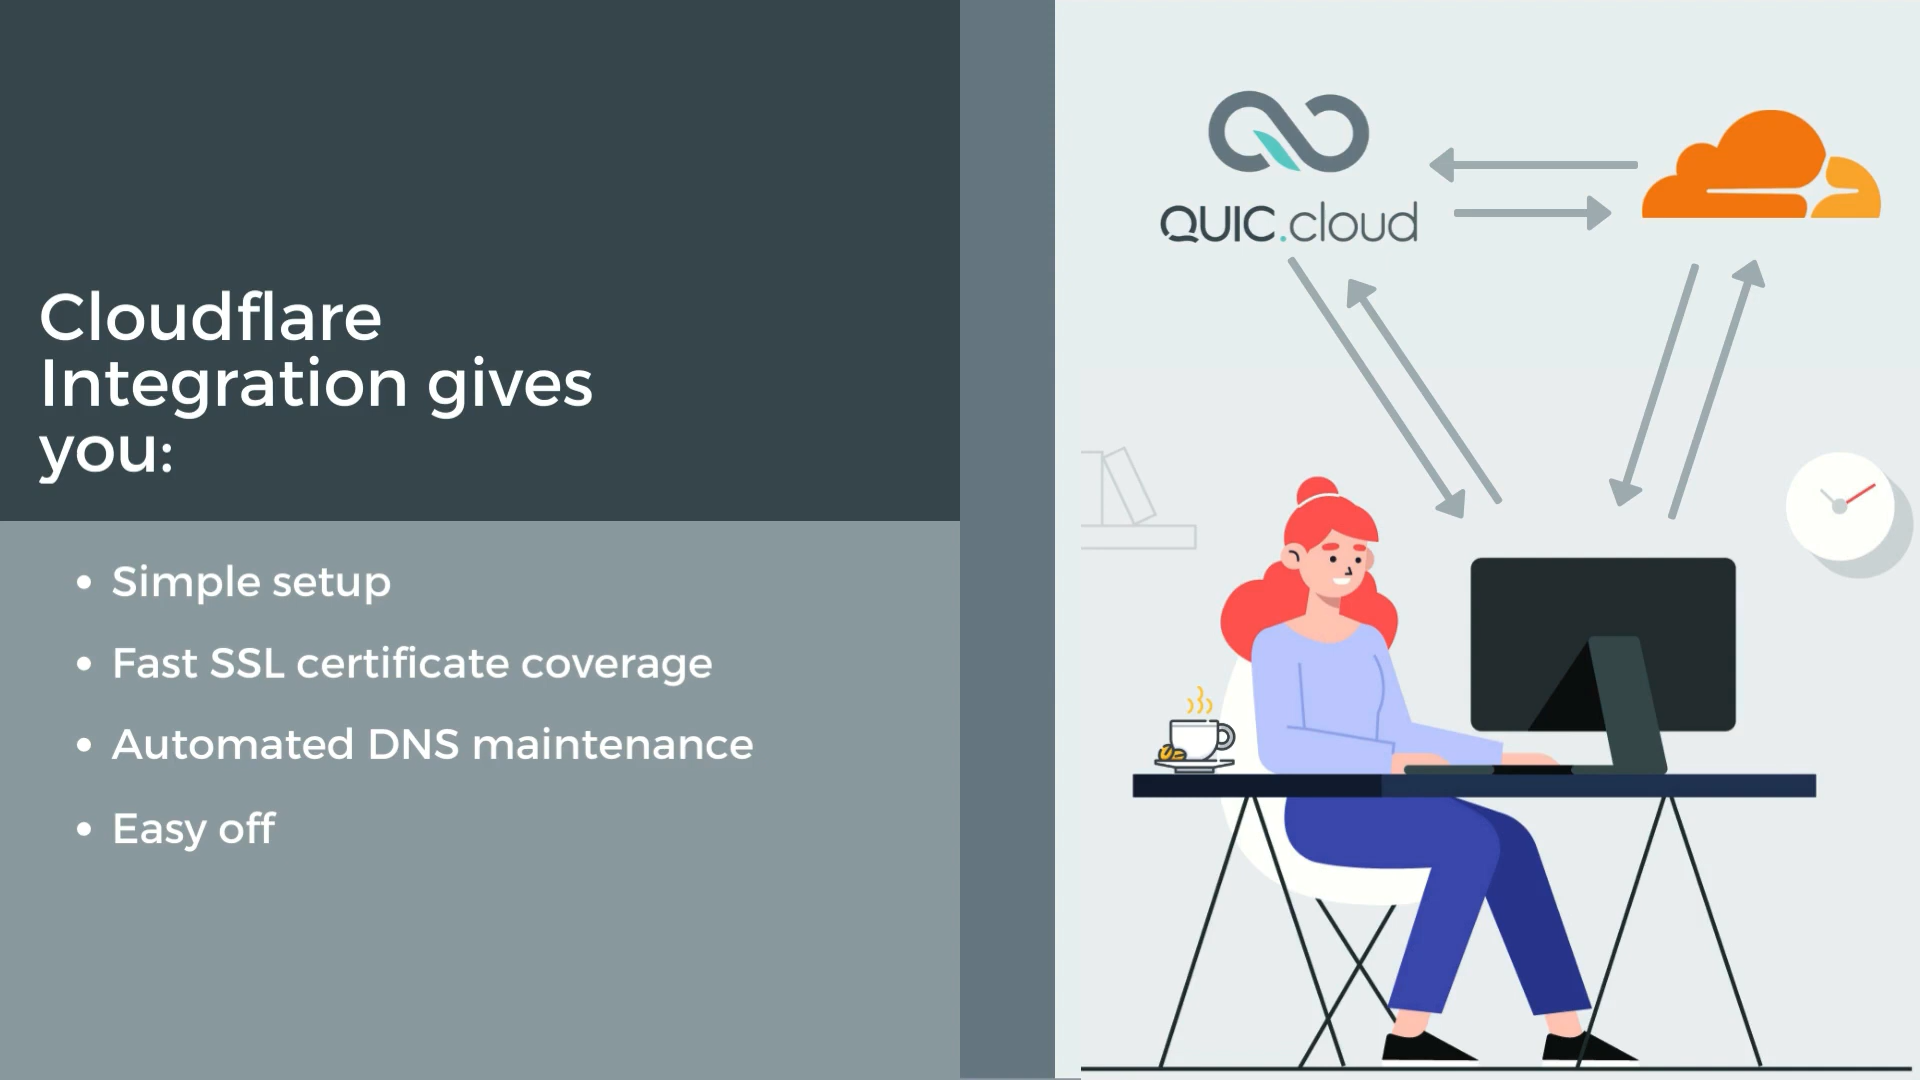 Cloudflare
Integration gives
you:
• Simple setup
• Fast SSL certificate coverage
• Automated DNS maintenance
• Easy off
QUIC.cloud